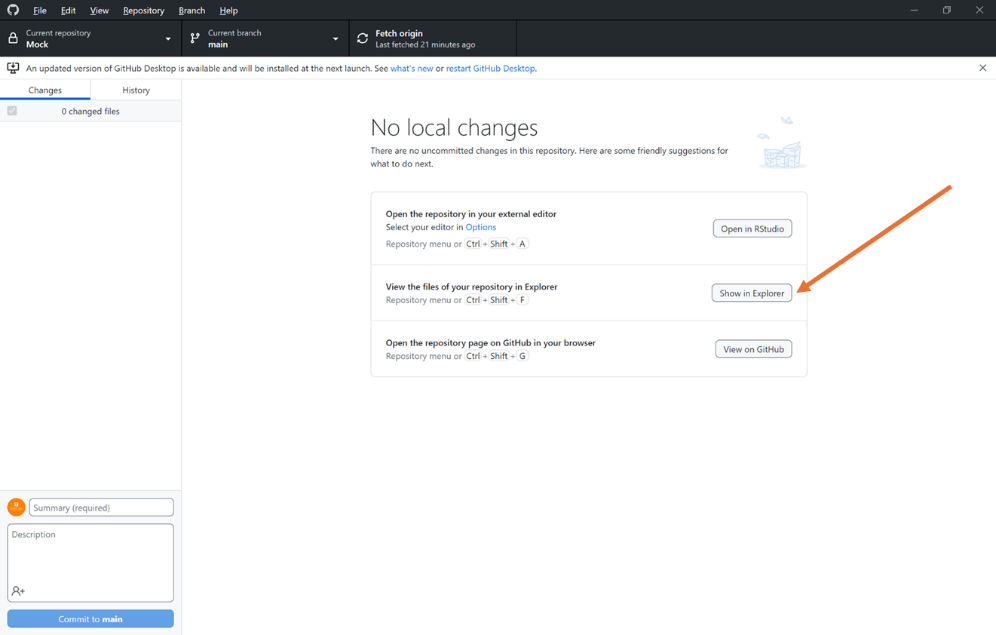 File Edit View Repository Branch Help
Current repository
Mock
Current branch
main
Fetch origin
Last fetched 21 minutes ago
An updated version of GitHub Desktop is available and will be installed at the next launch. See what's new or restart GitHub Desktop.
Changes History
0 changed files
No local changes
There are no uncommitted changes in this repository. Here are some friendly suggestions for
what to do next.
Open the repository in your external editor
Select your editor in Options
Repository menu or Ctrl + Shift + A
Open in RStudio
View the files of your repository in Explorer
Repository menu or Ctrl + Shift + F
Show in Explorer
Open the repository page on GitHub in your browser
Repository menu or Ctrl + Shift + G
View on GitHub
Summary (required)
Description
Commit to main